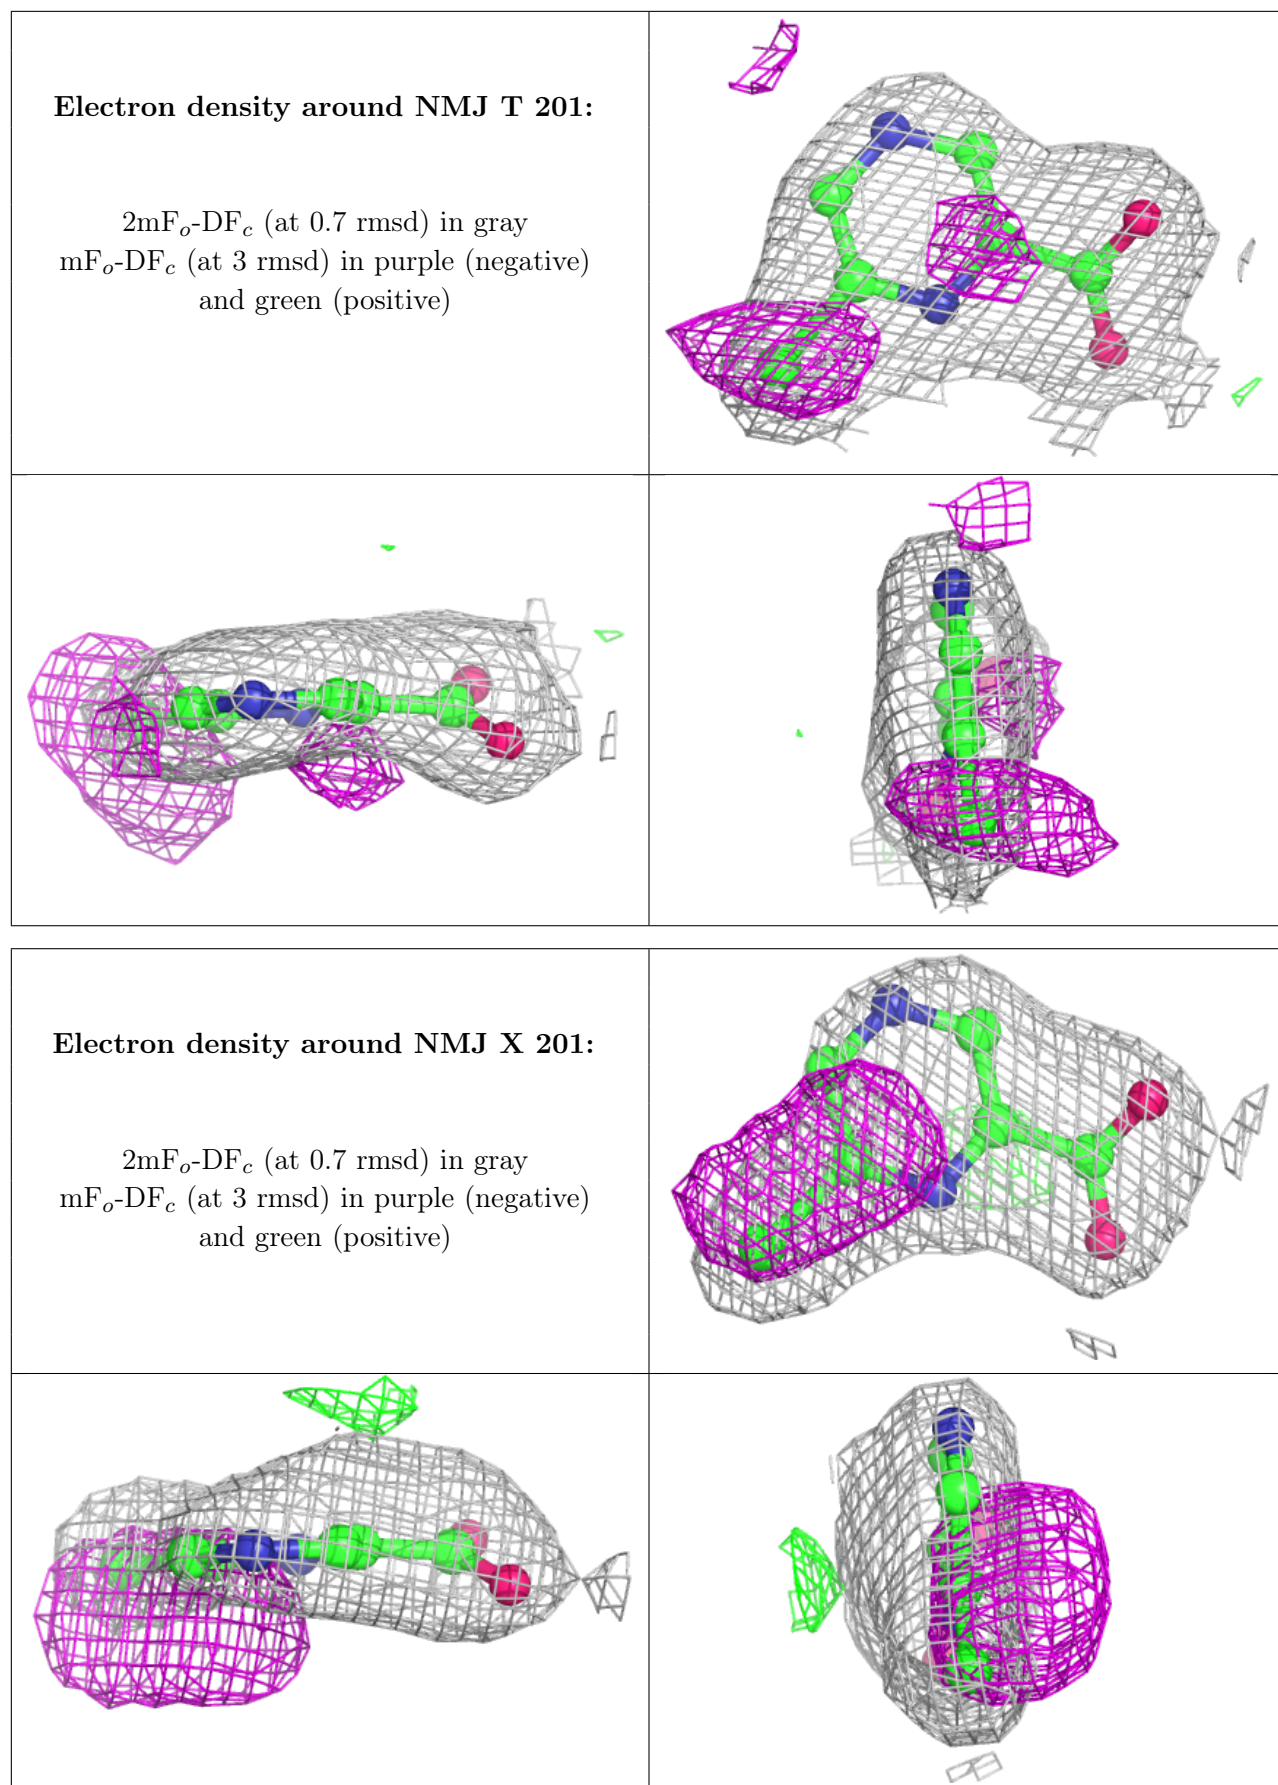 Electron density around NMJ T 201:
2mFo-DFc (at 0.7 rmsd) in gray
mFo-DFc (at 3 rmsd) in purple (negative)
and green (positive)
Electron density around NMJ X 201:
2mFo-DFc (at 0.7 rmsd) in gray
mFo-DFc (at 3 rmsd) in purple (negative)
and green (positive)